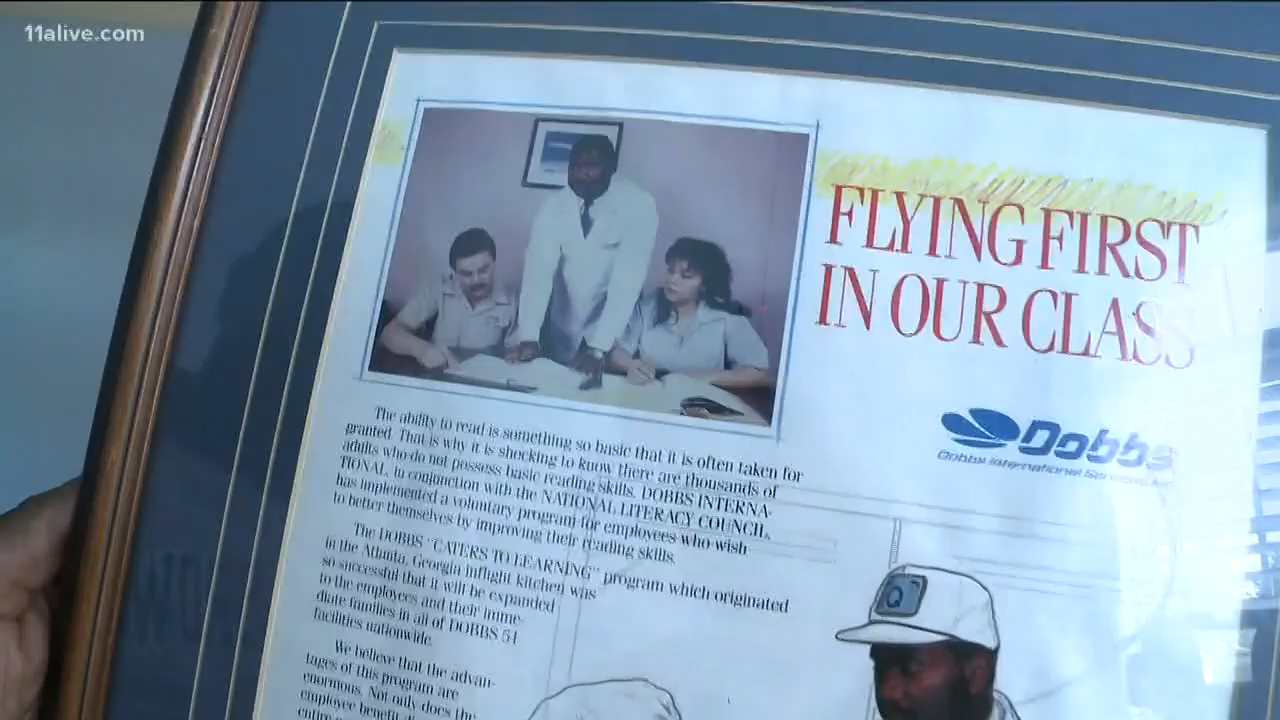 11alive.com
FLYING FIRST
IN OUR CLASS
Dobbs
Dobbs International Services
The ability to read is something so basic that it is often taken for
granted. That is why it is shocking to know there are thousands of
adults who do not possess basic reading skills. DOBBS INTERNA-
TIONAL, in conjunction with the NATIONAL LITERACY COUNCIL,
has implemented a voluntary program for employees who wish
to better themselves by improving their reading skills.
The DOBBS "CATERS TO LEARNING" program which originated
in the Atlanta, Georgia inflight kitchen was
so successful that it will be expanded
to the employees and their imme-
diate families in all of DOBBS 51
facilities nationwide.
We believe that the advan-
tages of this program are
enormous. Not only does the
employer benefit
entire